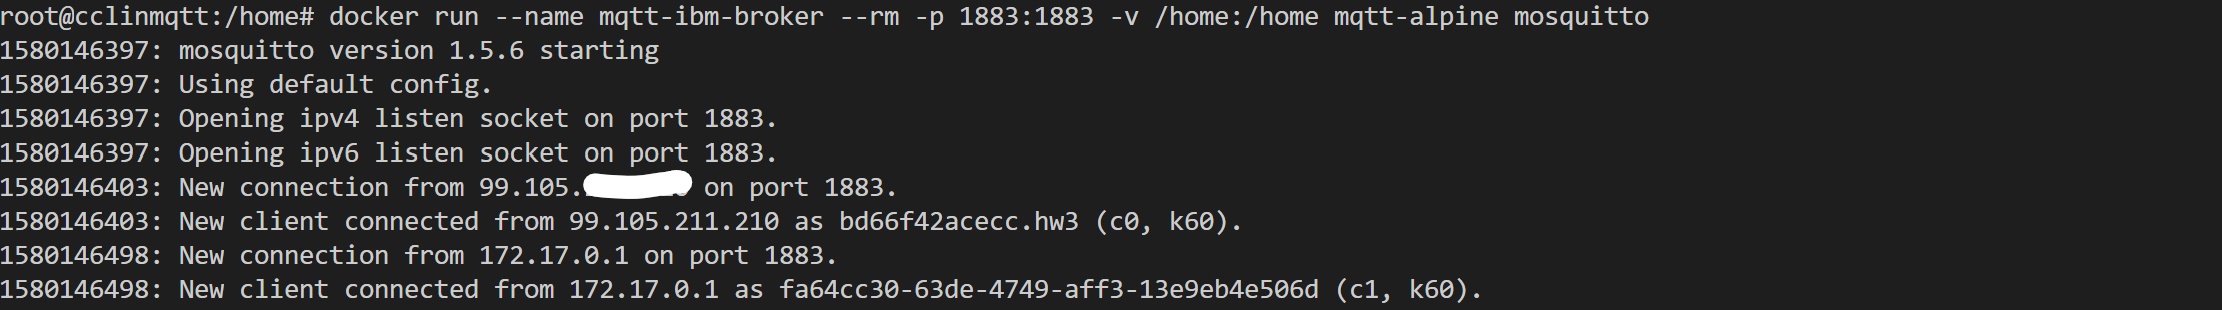 root@cclinmqtt:/home# docker run --name mqtt-ibm-broker --rm -p 1883:1883 -v /home:/home mqtt-alpine mosquitto
1580146397: mosquitto version 1.5.6 starting
1580146397: Using default config.
1580146397: Opening ipv4 listen socket on port 1883.
1580146397: Opening ipv6 listen socket on port 1883.
1580146403: New connection from 99.105. on port 1883.
1580146403: New client connected from 99.105.211.210 as bd66f42acecc.hw3 (c0, k60).
1580146498: New connection from 172.17.0.1 on port 1883.
1580146498: New client connected from 172.17.0.1 as fa64cc30-63de-4749-aff3-13e9eb4e506d (c1, k60).